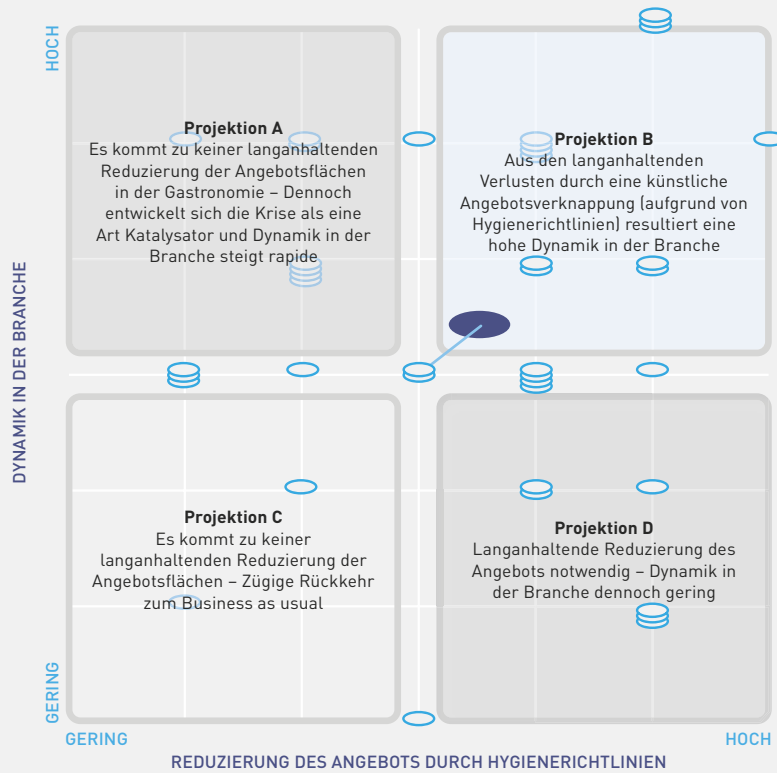 HOCH
Projektion A
Es kommt zu keiner langanhaltenden
Reduzierung der Angebotsflächen
in der Gastronomie – Dennoch
entwickelt sich die Krise als eine
Art Katalysator und Dynamik in der
Branche steigt rapide
Projektion B
Aus den langanhaltenden
Verlusten durch eine künstliche
Angebotsverknappung (aufgrund von
Hygienerichtlinien) resultiert eine
hohe Dynamik in der Branche
DYNAMIK IN DER BRANCHE
Projektion C
Es kommt zu keiner
langanhaltenden Reduzierung der
Angebotsflächen – Zügige Rückkehr
zum Business as usual
Projektion D
Langanhaltende Reduzierung des
Angebots notwendig – Dynamik in
der Branche dennoch gering
GERING
GERING
HOCH
REDUZIERUNG DES ANGEBOTS DURCH HYGIENERICHTLINIEN